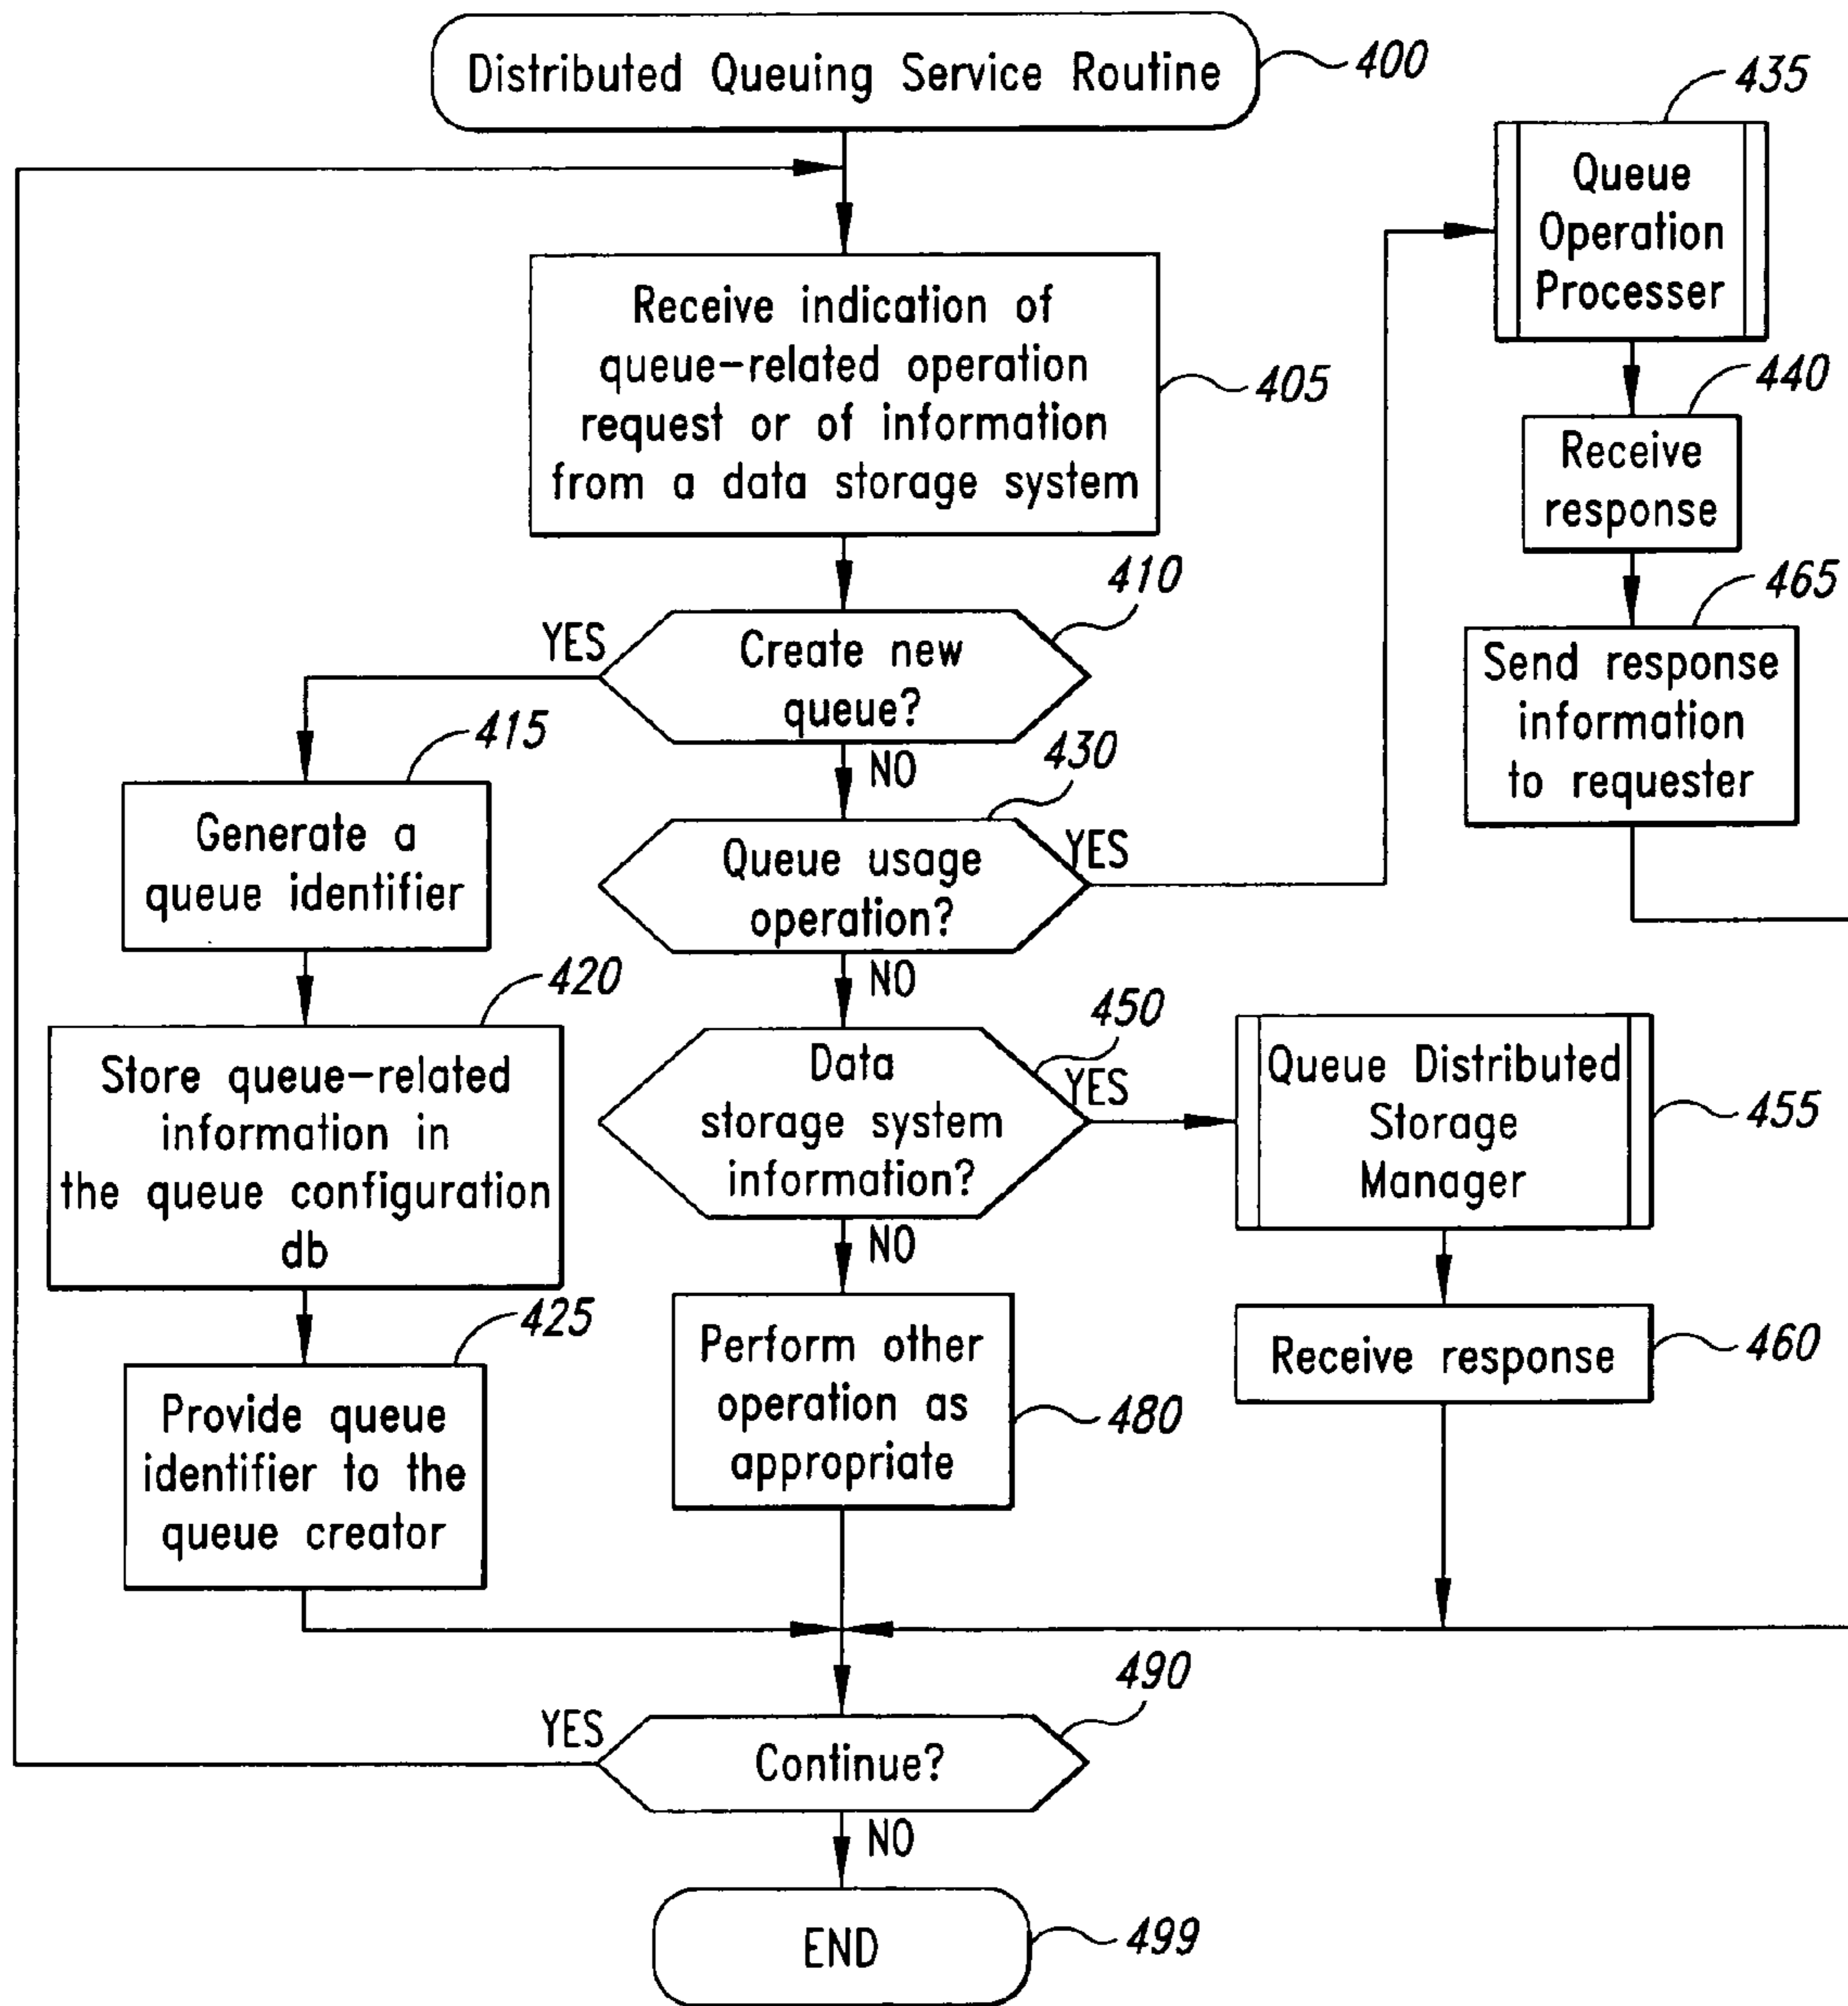 Distributed Queuing Service Routine
400
Receive indication of
queue-related operation
request or of information
from a data storage system
405
Create new
queue?
410
YES
NO
Generate a
queue identifier
415
Store queue-related
information in
the queue configuration
db
420
Provide queue
identifier to the
queue creator
425
Queue usage
operation?
430
YES
NO
Queue
Operation
Processer
435
Receive
response
440
Send response
information
to requester
465
Data
storage system
information?
450
YES
NO
Queue Distributed
Storage
Manager
455
Receive response
460
Perform other
operation as
appropriate
480
Continue?
490
YES
NO
END
499